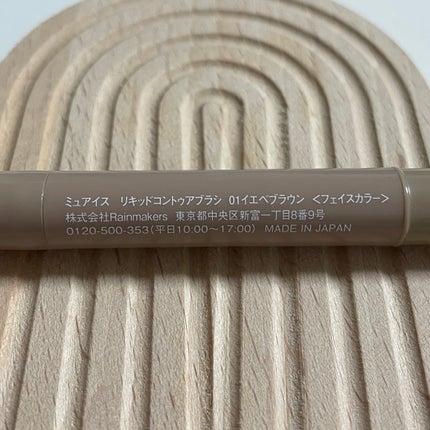 ミュアイス リキッドコントゥアブラシ 01イエベブラウン <フェイスカラー>
株式会社Rainmakers 東京都中央区新富一丁目8番9号
0120-500-353(平日10:00～17:00) MADE IN JAPAN